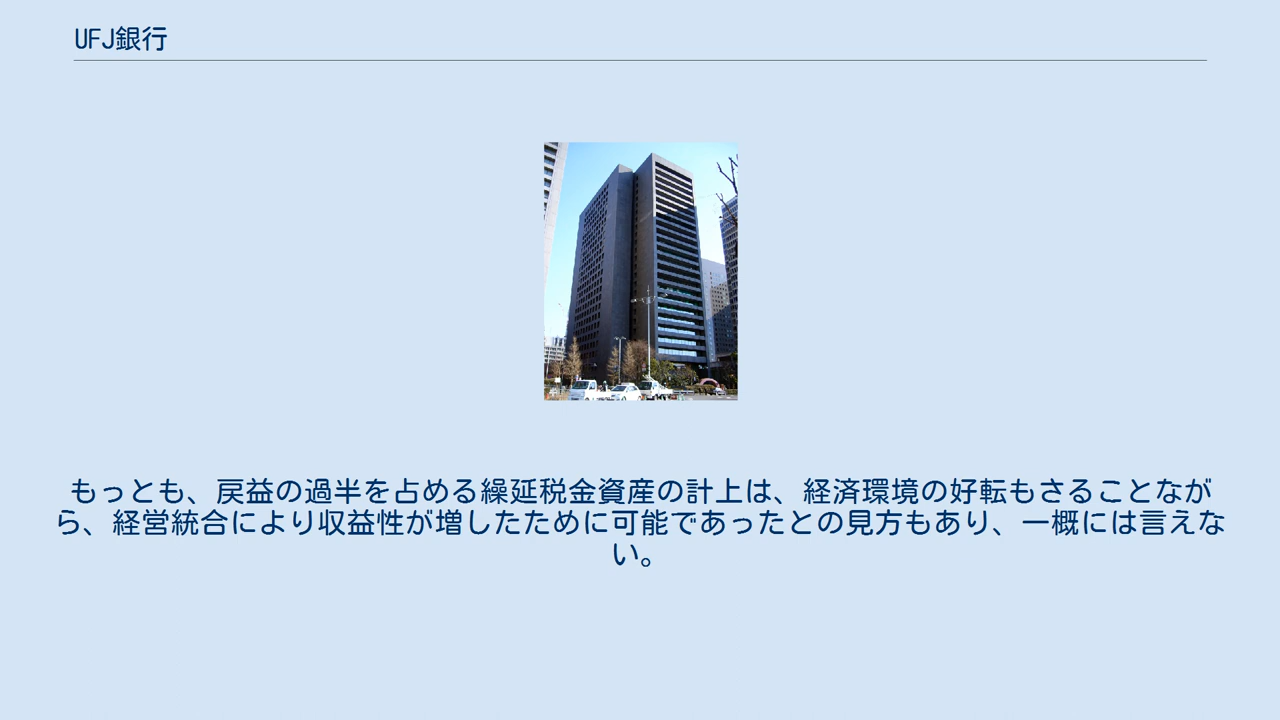 UFJ銀行
もっとも、戻益の過半を占める繰延税金資産の計上は、経済環境の好転もさることなが
ら、経営統合により収益性が増したために可能であったとの見方もあり、一概には言えな
い。